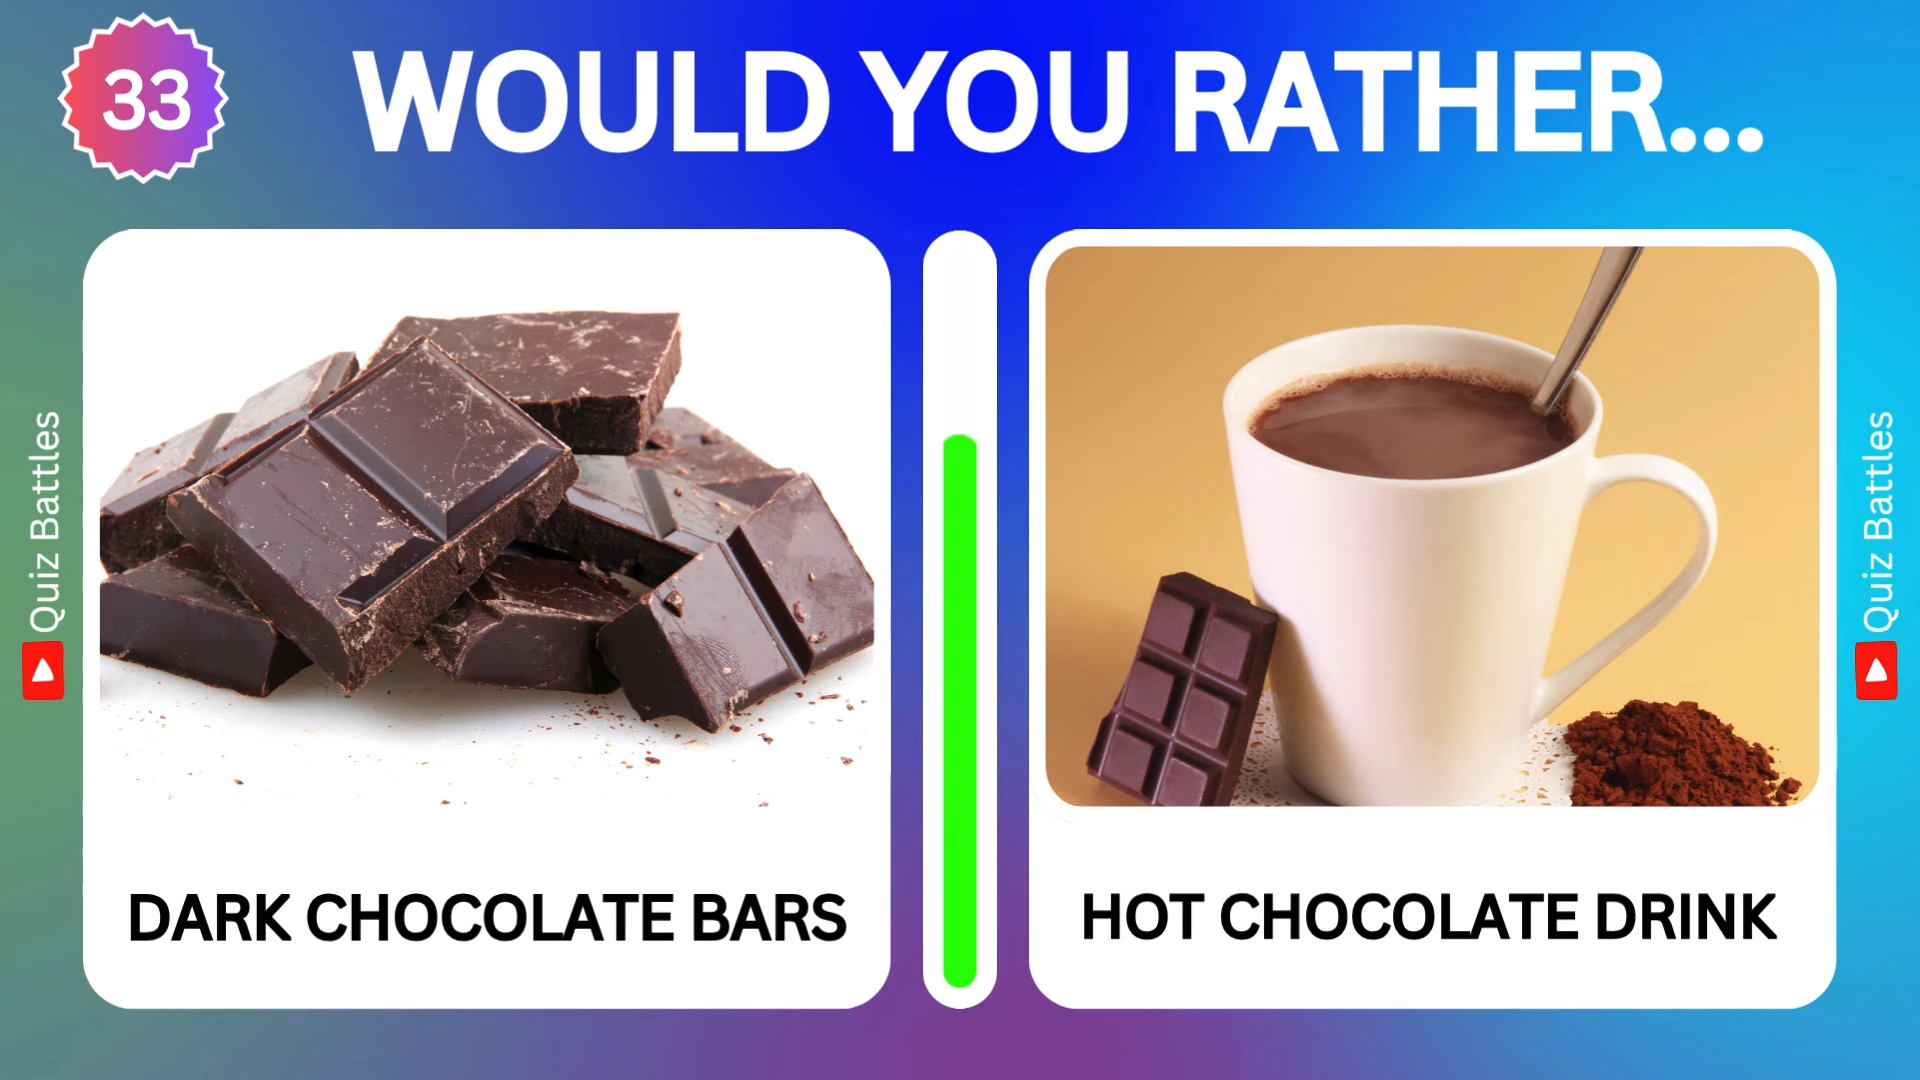 33
WOULD YOU RATHER...
Quiz Battles
DARK CHOCOLATE BARS
HOT CHOCOLATE DRINK
Quiz Battles